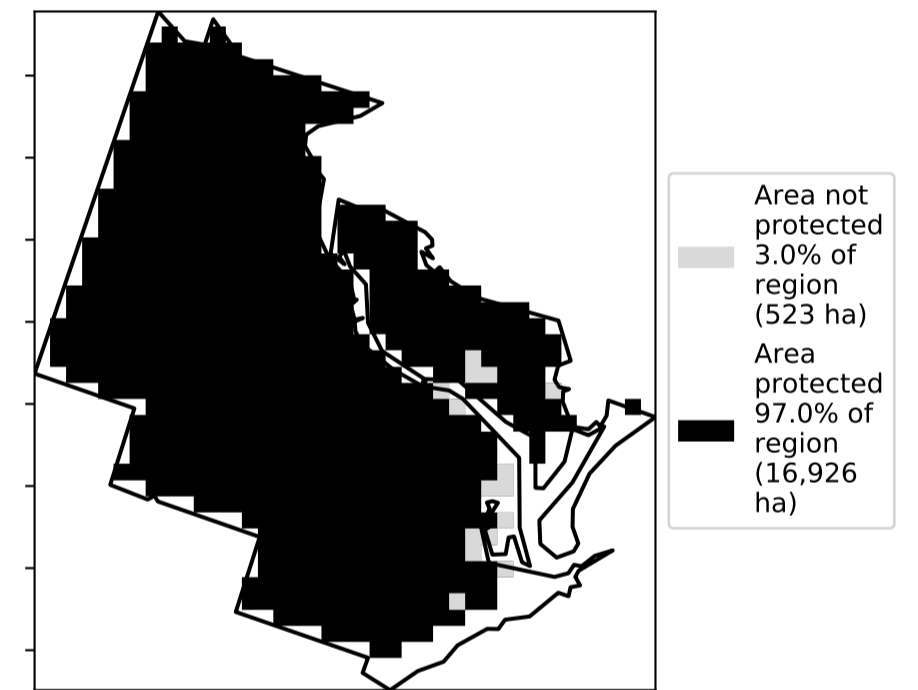 Area not
protected
3.0% of
region
(523 ha)
Area
protected
97.0% of
region
(16,926
ha)